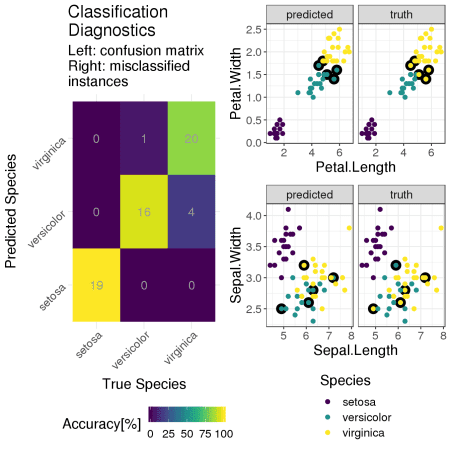 Classification
Diagnostics
Left: confusion matrix
Right: misclassified
instances
Predicted Species
virginica
versicolor
setosa
0 1 20
0 16 4
19 0 0
setosa versicolor virginica
True Species
Accuracy[%]
0 25 50 75 100
predicted truth
Petal.Width
2.5
2.0
1.5
1.0
0.5
0.0
2 4 6 2 4 6
Petal.Length
predicted truth
Sepal.Width
4.0
3.5
3.0
2.5
5 6 7 8 5 6 7 8
Sepal.Length
Species
setosa
versicolor
virginica